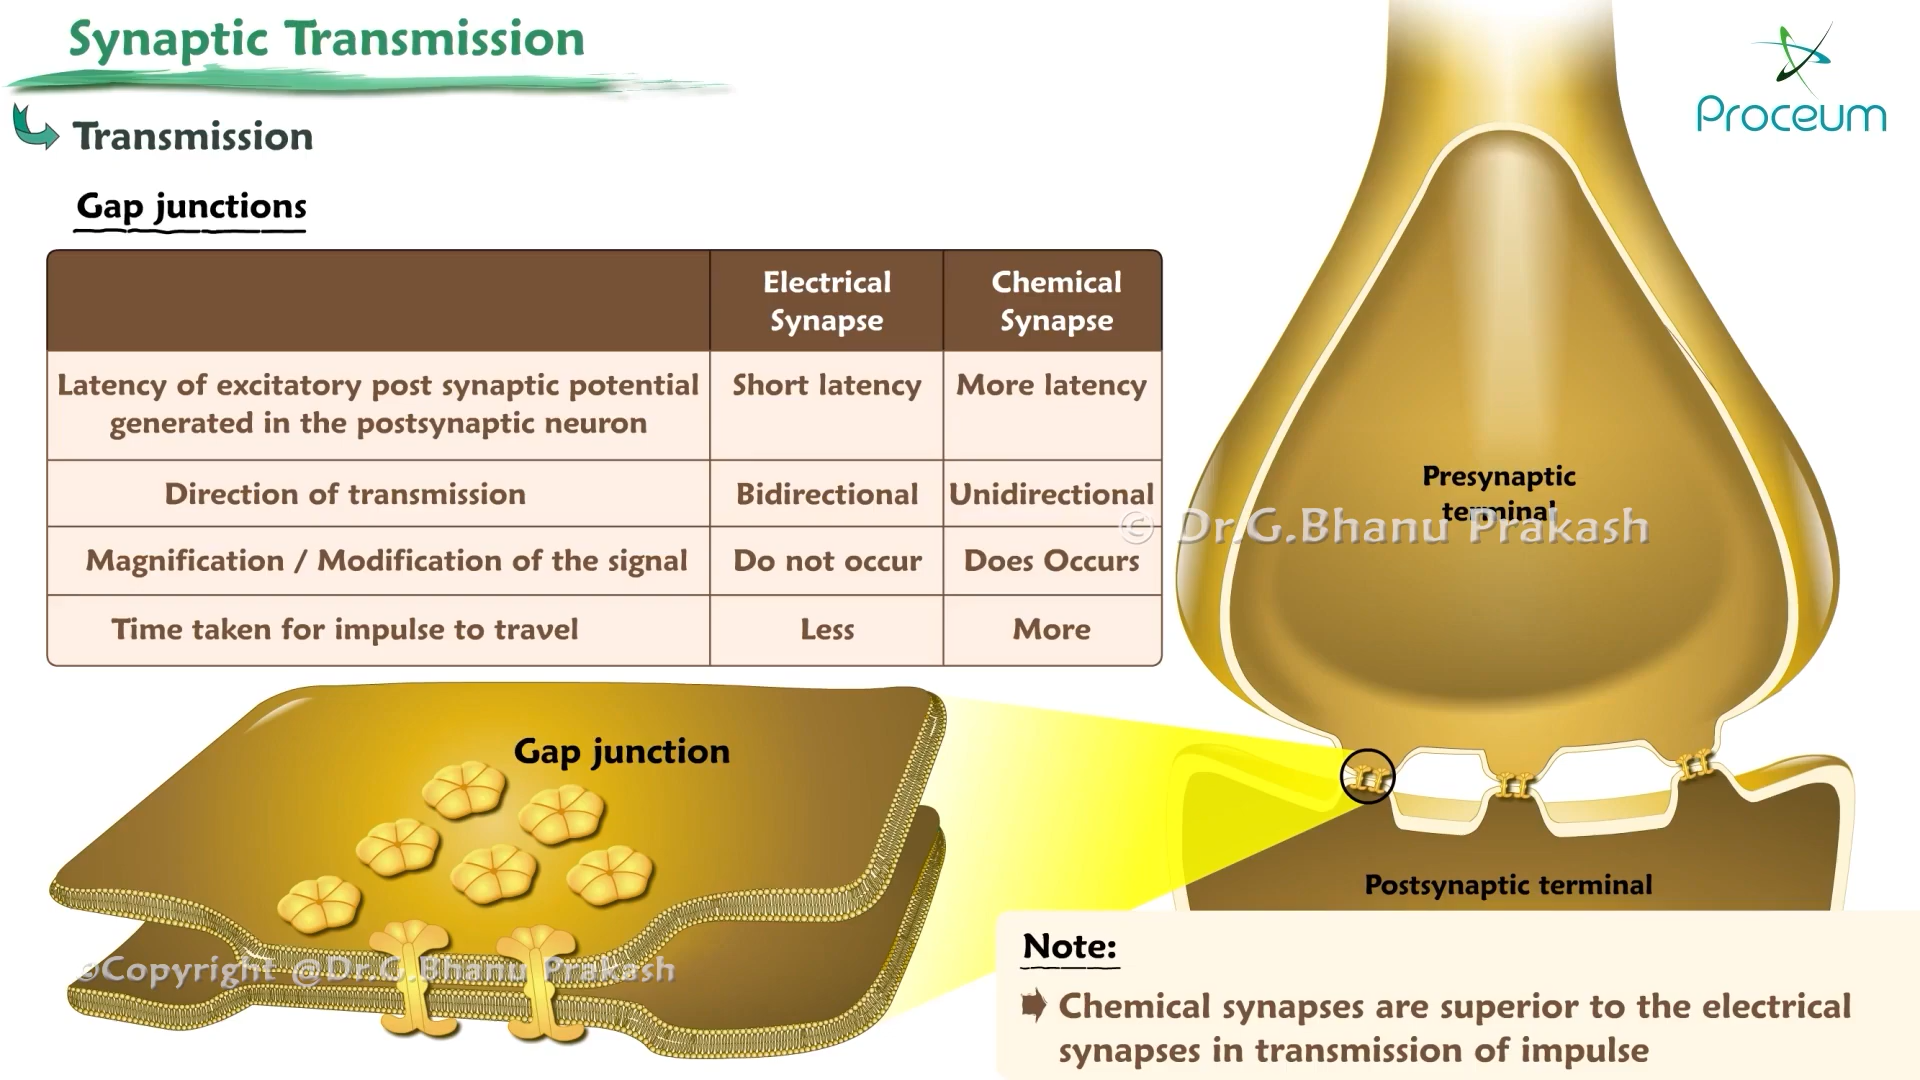 Synaptic Transmission
Proceum
Transmission
Gap junctions
Electrical Synapse
Chemical Synapse
Latency of excitatory post synaptic potential
generated in the postsynaptic neuron
Short latency
More latency
Direction of transmission
Bidirectional
Unidirectional
Magnification / Modification of the signal
Do not occur
Does Occurs
Time taken for impulse to travel
Less
More
Presynaptic
terminal
© Dr.G.Bhanu Prakash
Gap junction
Postsynaptic terminal
©Copyright @Dr.G.Bhanu Prakash
Note:
Chemical synapses are superior to the electrical
synapses in transmission of impulse